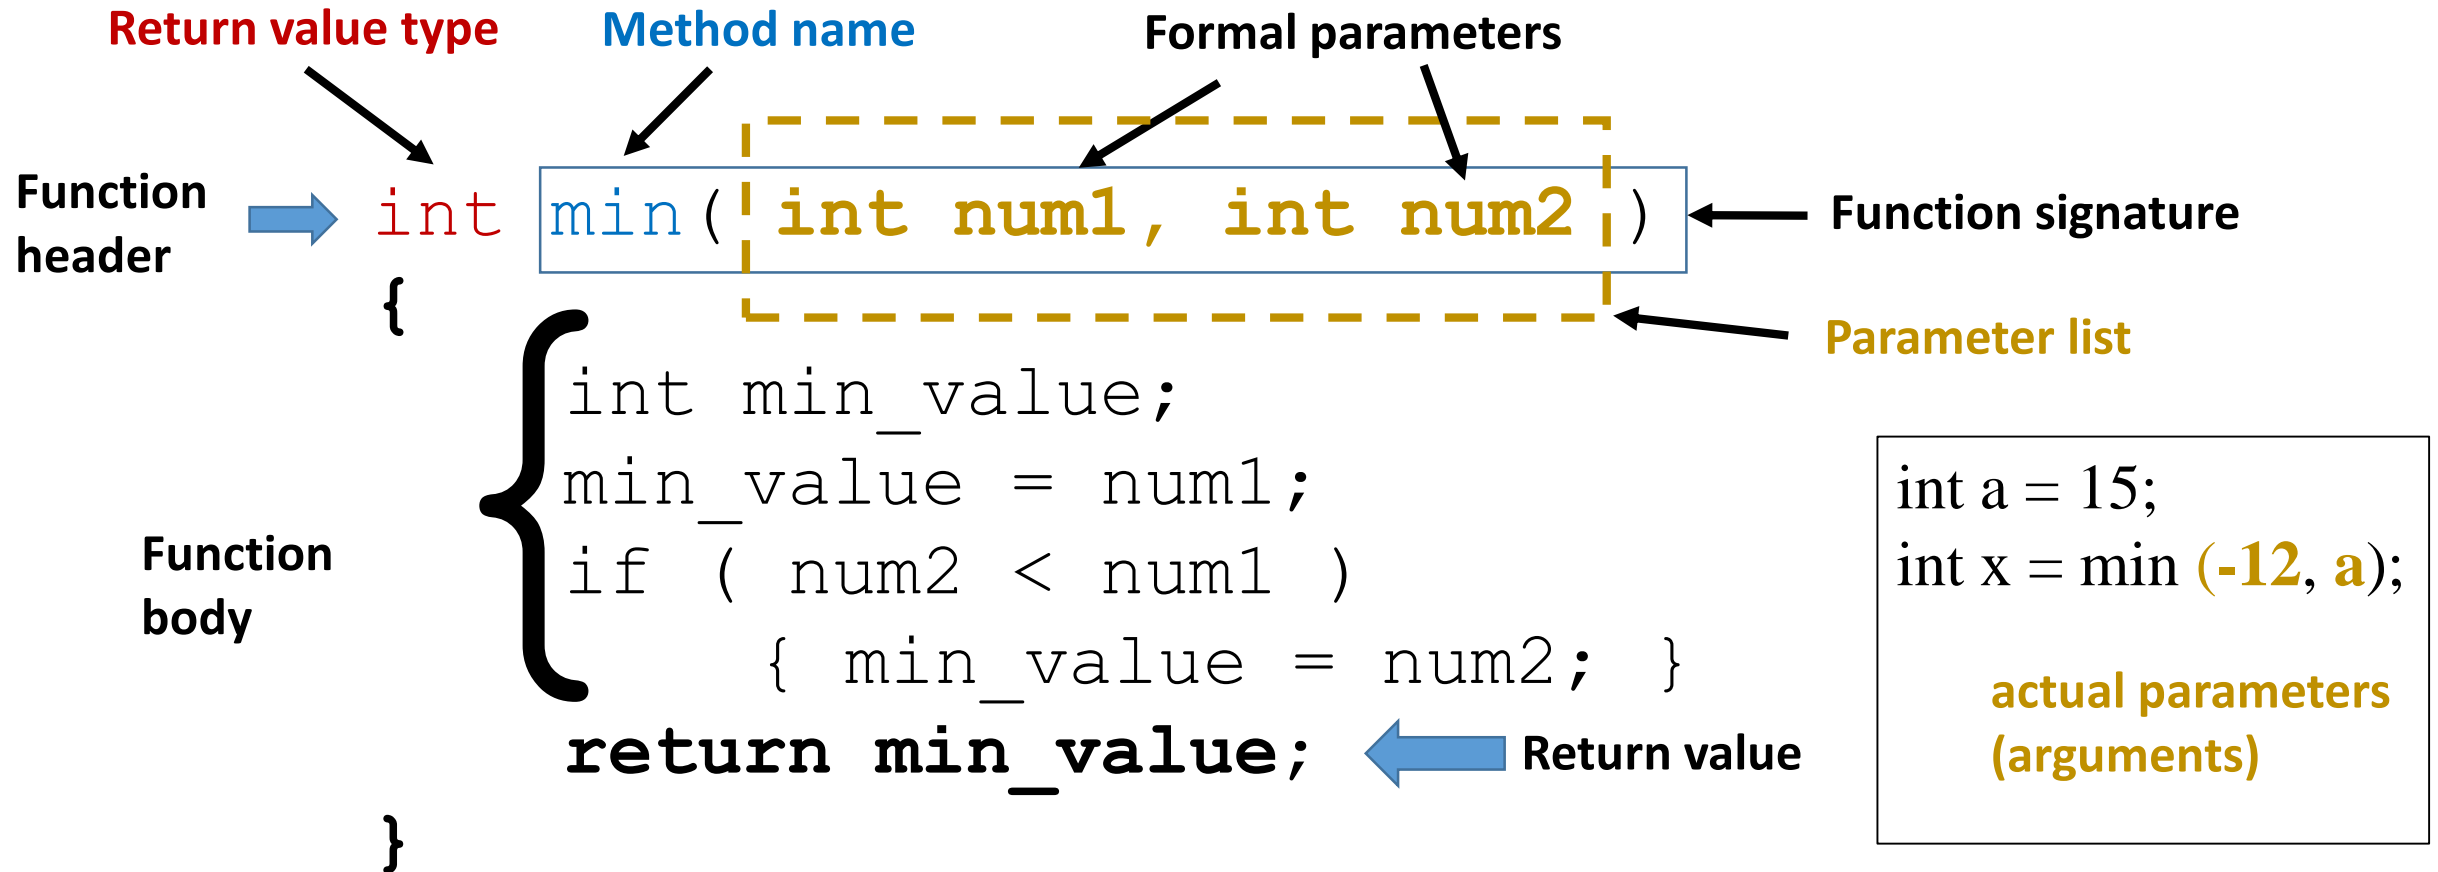 Return value type
Method name
Formal parameters
Function
header
int min( int num1, int num2 )
Function signature
{
Parameter list
int min_value;
min_value = num1;
if ( num2 < num1 )
{ min_value = num2; }
return min_value;
Return value
}
Function
body
int a = 15;
int x = min (-12, a);
actual parameters
(arguments)